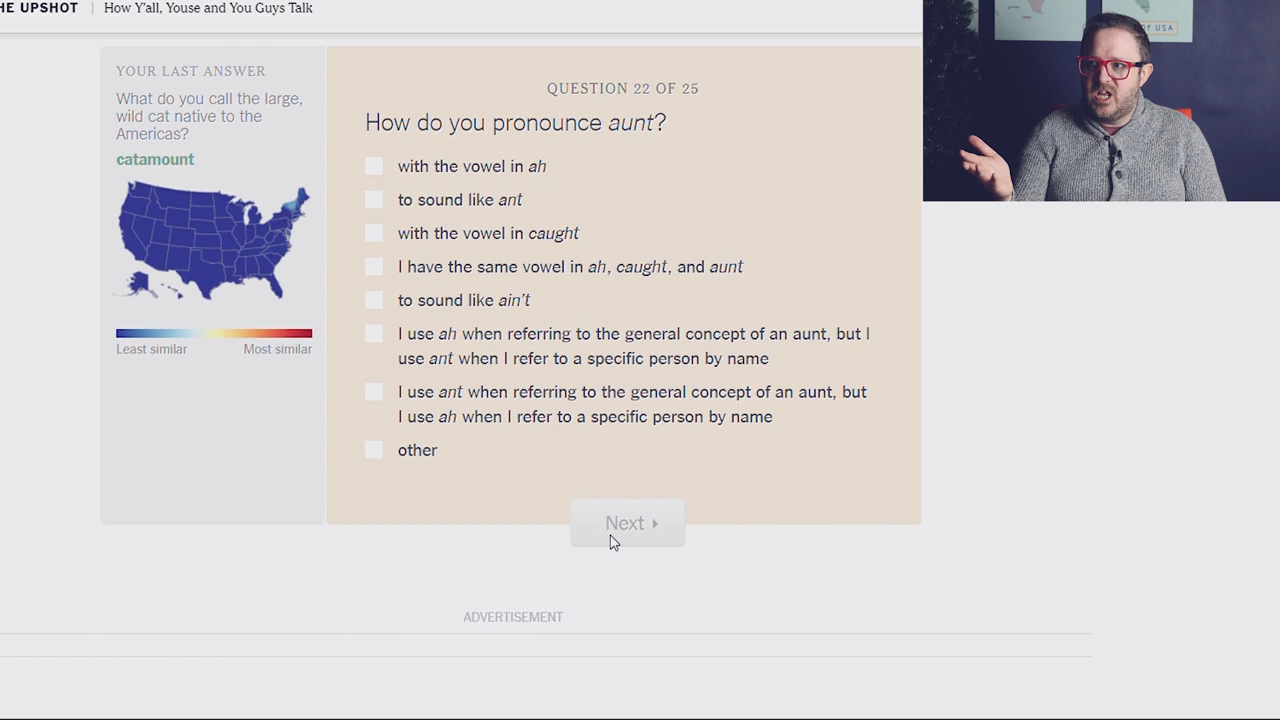 HE UPSHOT | How Y'all, Youse and You Guys Talk
of USA
YOUR LAST ANSWER
What do you call the large,
wild cat native to the
Americas?
catamount
Least similar Most similar
QUESTION 22 OF 25
How do you pronounce aunt?
with the vowel in ah
to sound like ant
with the vowel in caught
I have the same vowel in ah, caught, and aunt
to sound like ain't
I use ah when referring to the general concept of an aunt, but I
use ant when I refer to a specific person by name
I use ant when referring to the general concept of an aunt, but
I use ah when I refer to a specific person by name
other
Next
ADVERTISEMENT